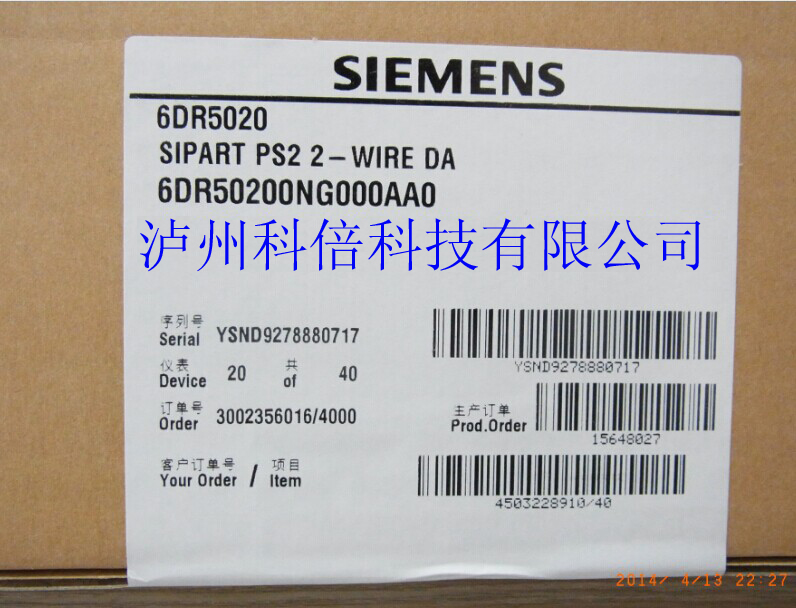 SIEMENS
6DR5020
SIPART PS2 2-WIRE DA
6DR50200NG000AA0
泸州科倍科技有限公司
序列号
Serial YSND9278880717
YSND9278880717
仪表 共
Device 20 of 40
订单号 主产订单
Order 3002356016/4000 Prod.Order
15648027
客户订单号 / 项目
Your Order Item
4503228910/40
2014/ 4/13 22:27